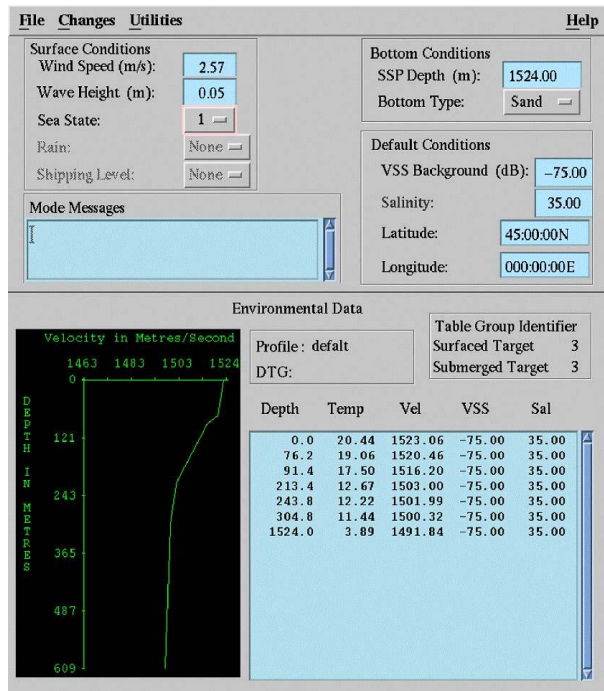 File Changes Utilities Help
Surface Conditions
Wind Speed (m/s): 2.57
Wave Height (m): 0.05
Sea State: 1
Rain: None
Shipping Level: None
Mode Messages
Bottom Conditions
SSP Depth (m): 1524.00
Bottom Type: Sand
Default Conditions
VSS Background (dB): -75.00
Salinity: 35.00
Latitude: 45:00:00N
Longitude: 000:00:00E
Environmental Data
Velocity in Metres/Second
1463 1483 1503 1524
0
121
243
365
487
609
DEPTH IN METRES
Profile: defalt
DTG:
Table Group Identifier
Surfaced Target 3
Submerged Target 3
Depth Temp Vel VSS Sal
0.0 20.44 1523.06 -75.00 35.00
76.2 19.06 1520.46 -75.00 35.00
91.4 17.50 1516.20 -75.00 35.00
213.4 12.67 1503.00 -75.00 35.00
243.8 12.22 1501.99 -75.00 35.00
304.8 11.44 1500.32 -75.00 35.00
1524.0 3.89 1491.84 -75.00 35.00